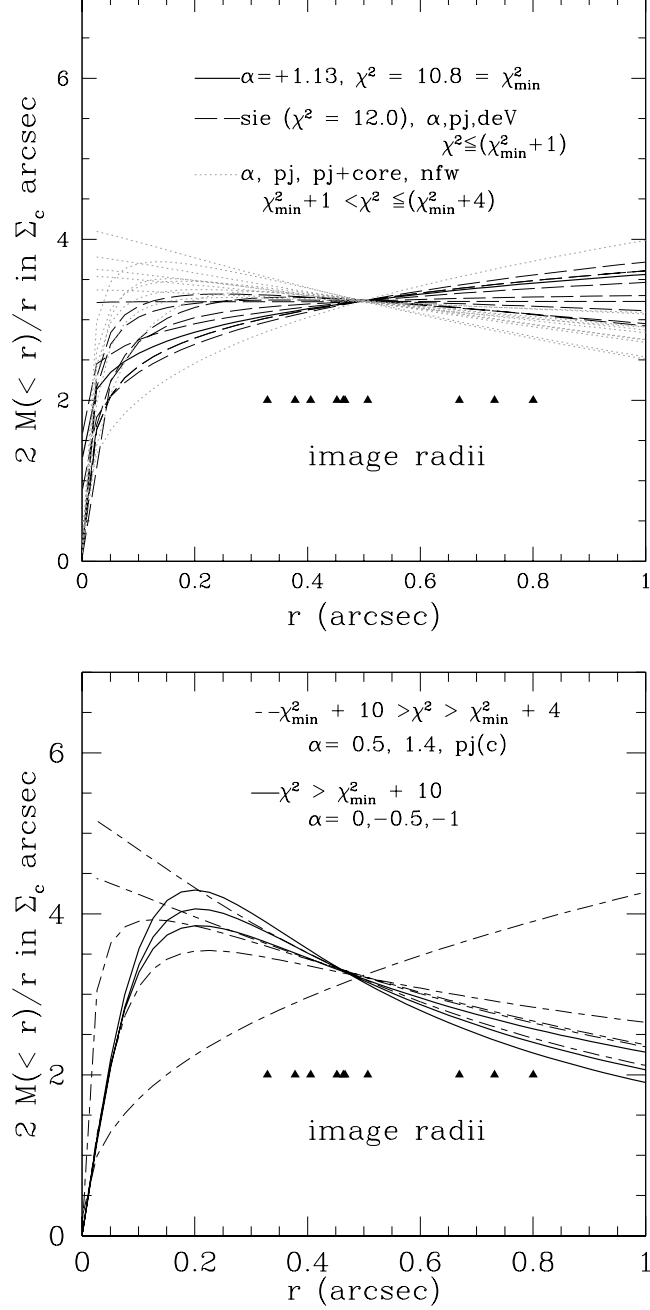 6
4
2
0
2 M(< r)/r in Σc arcsec
α=+1.13, χ² = 10.8 = χ²min
sie (χ² = 12.0), α,pj,deV
χ²≦(χ²min+1)
α, pj, pj+core, nfw
χ²min+1 <χ² ≦(χ²min+4)
image radii
0 0.2 0.4 0.6 0.8 1
r (arcsec)
6
4
2
0
2 M(< r)/r in Σc arcsec
χ²min + 10 >χ² > χ²min + 4
α= 0.5, 1.4, pj(c)
χ² > χ²min + 10
α= 0,−0.5,−1
image radii
0 0.2 0.4 0.6 0.8 1
r (arcsec)